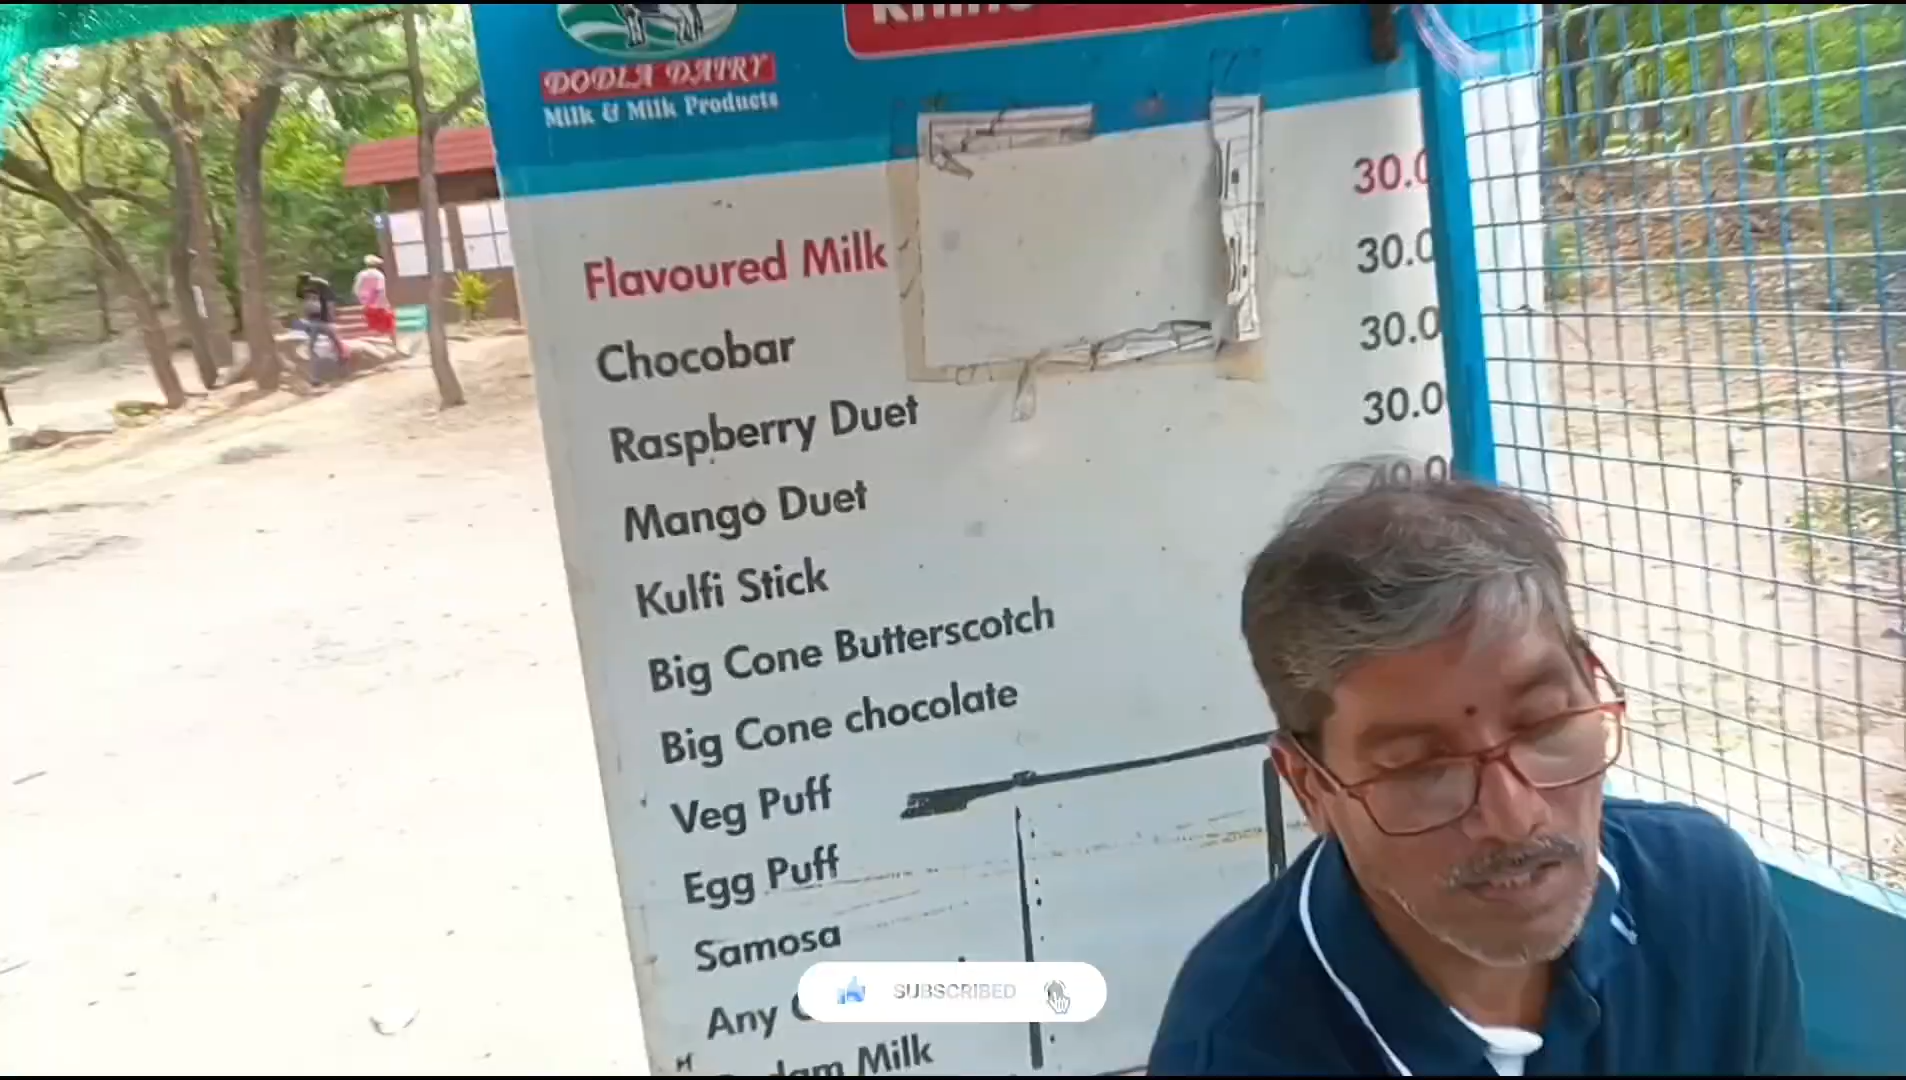 DODLA DAIRY
Milk & Milk Products
Flavoured Milk 30.0
Chocobar 30.0
Raspberry Duet 30.0
Mango Duet 30.0
Kulfi Stick
Big Cone Butterscotch
Big Cone chocolate
Veg Puff
Egg Puff
Samosa
Any
Milk
SUBSCRIBED